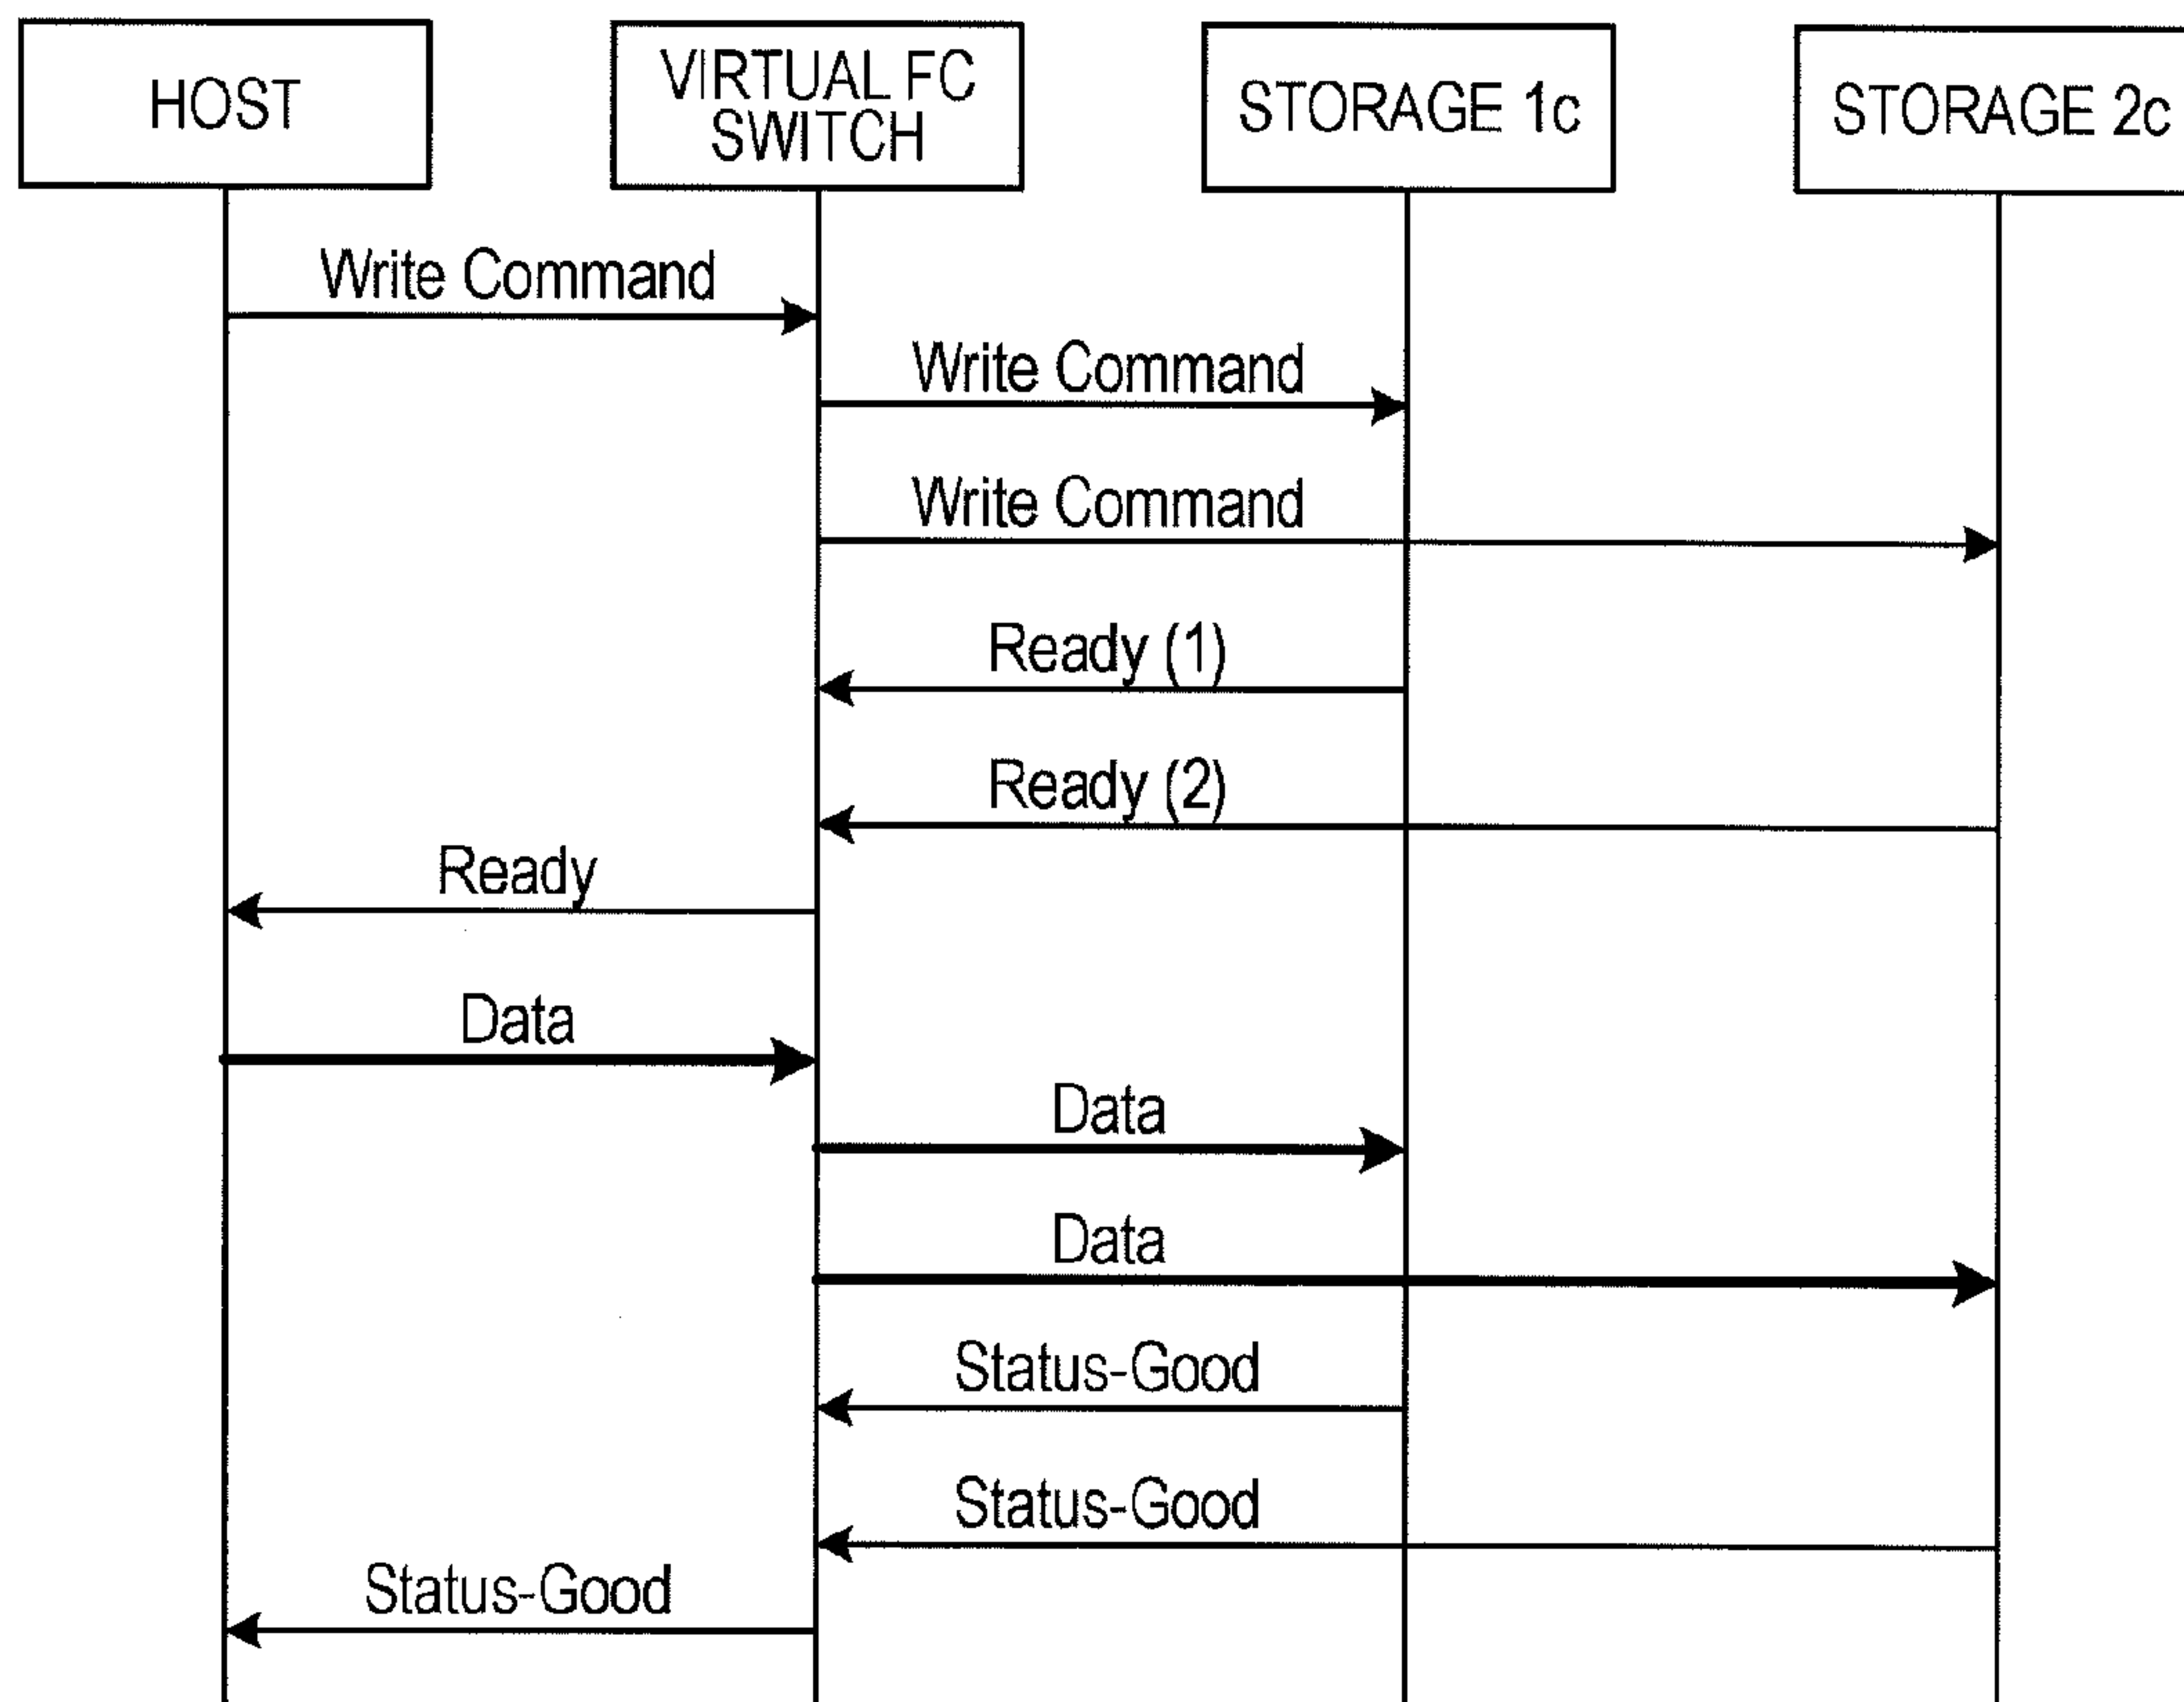 HOST
VIRTUAL FC
SWITCH
STORAGE 1c
STORAGE 2c
Write Command
Write Command
Write Command
Ready (1)
Ready (2)
Ready
Data
Data
Data
Status-Good
Status-Good
Status-Good